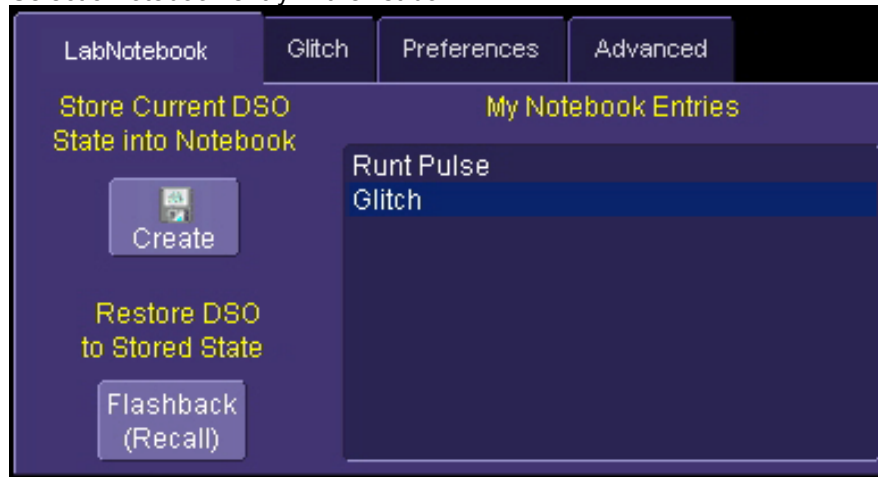 LabNotebook Glitch Preferences Advanced
Store Current DSO
State into Notebook
Create
Restore DSO
to Stored State
Flashback
(Recall)
My Notebook Entries
Runt Pulse
Glitch